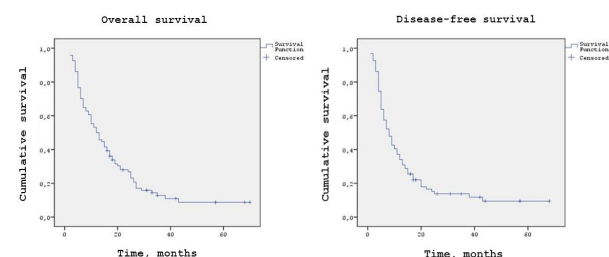 Overall survival
Cumulative survival
1,0
0,8
0,6
0,4
0,2
0,0
0
20
40
60
Time, months
Survival
Function
Censored
Disease-free survival
Cumulative survival
1,0
0,8
0,6
0,4
0,2
0,0
0
20
40
60
Time, months
Survival
Function
Censored